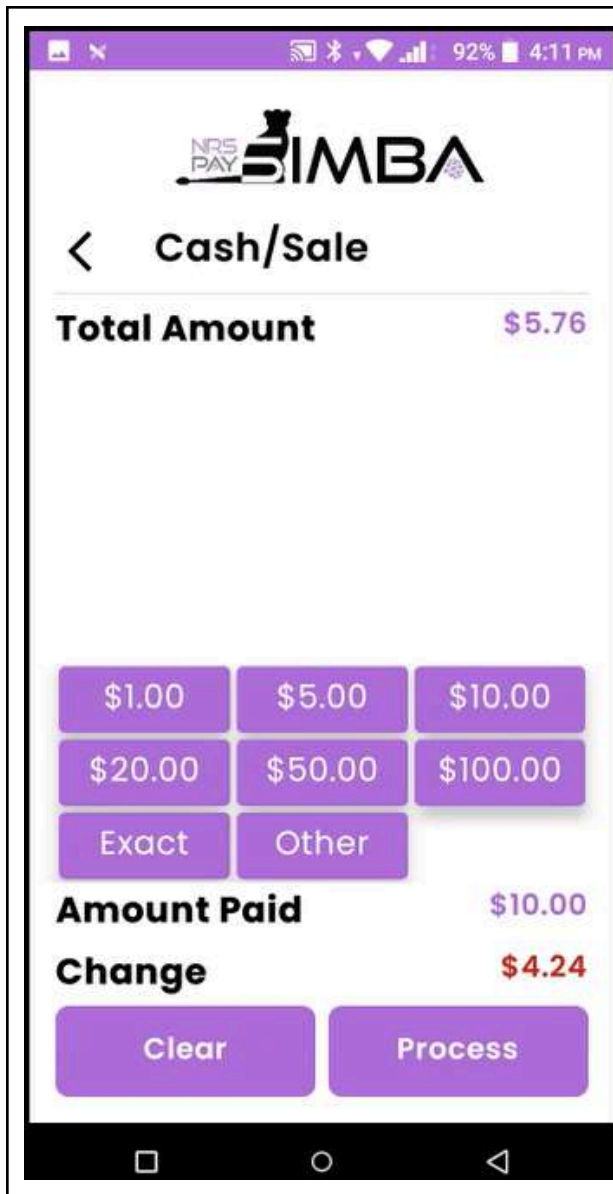 92% 4:11 PM
NRS
PAY SIMBA
Cash/Sale
Total Amount $5.76
$1.00 $5.00 $10.00
$20.00 $50.00 $100.00
Exact Other
Amount Paid $10.00
Change $4.24
Clear Process